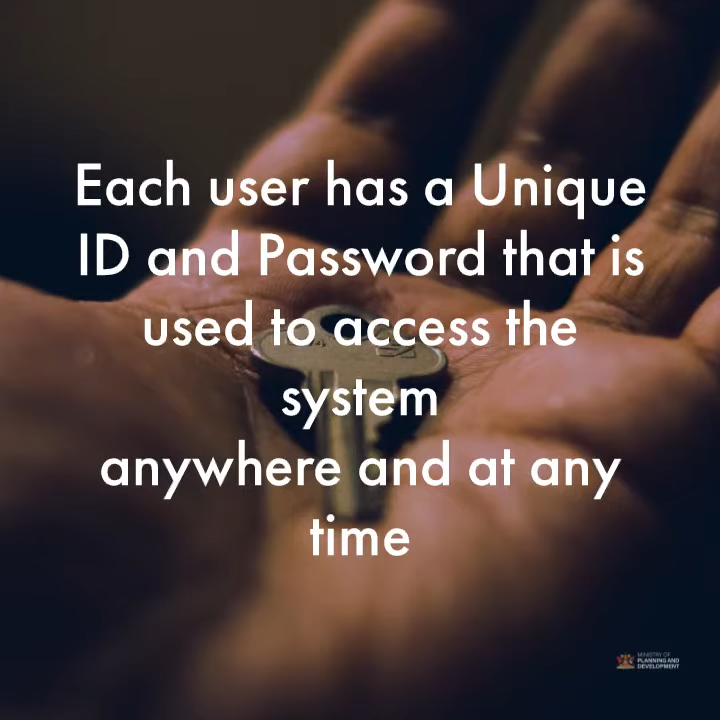 Each user has a Unique
ID and Password that is
used to access the
system
anywhere and at any
time
MINISTRY OF
PLANNING AND
DEVELOPMENT